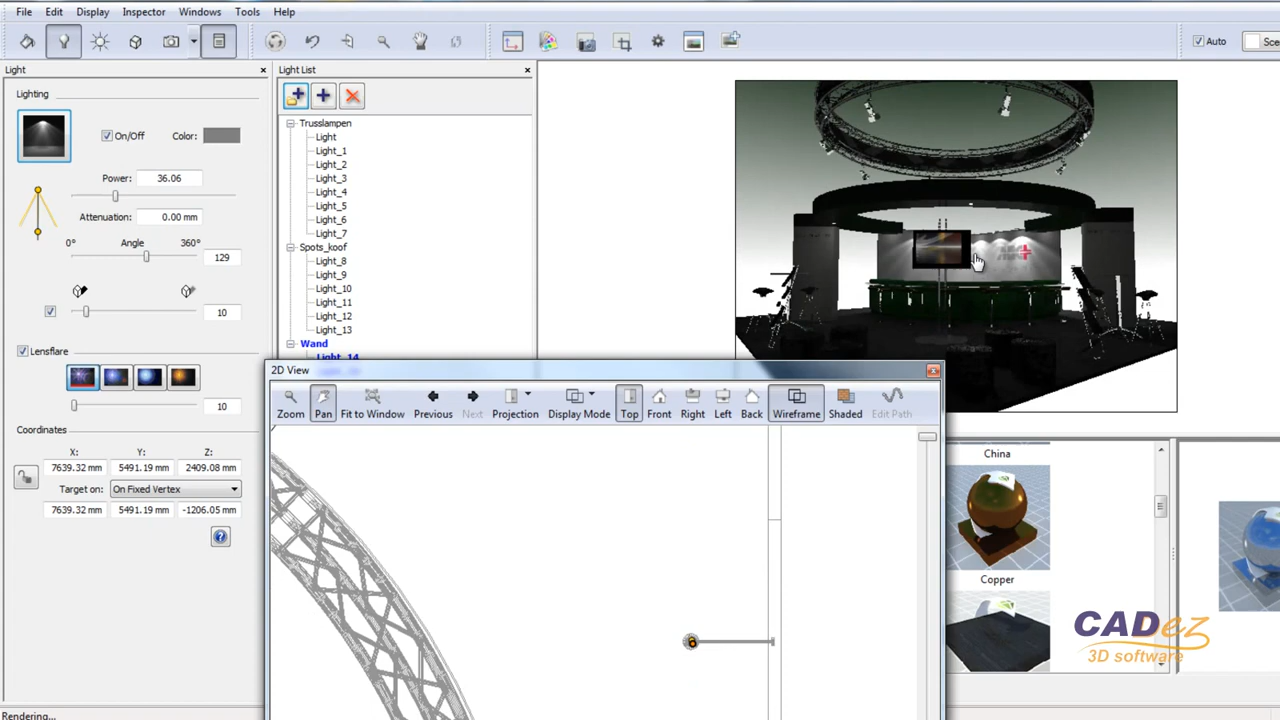 File Edit Display Inspector Windows Tools Help
Auto
Sce
Light
Light List
Lighting
On/Off Color:
Power: 36.06
Attenuation: 0.00 mm
0° Angle 360°
129
10
Lensflare
10
Coordinates
X: Y: Z:
7639.32 mm 5491.19 mm 2409.08 mm
Target on: On Fixed Vertex
7639.32 mm 5491.19 mm -1206.05 mm
Trusslampen
Light
Light_1
Light_2
Light_3
Light_4
Light_5
Light_6
Light_7
Spots_koof
Light_8
Light_9
Light_10
Light_11
Light_12
Light_13
Wand
Light_14
2D View
Zoom Pan Fit to Window Previous Next Projection Display Mode Top Front Right Left Back Wireframe Shaded Edit Path
China
Copper
CADez
3D software
Rendering...